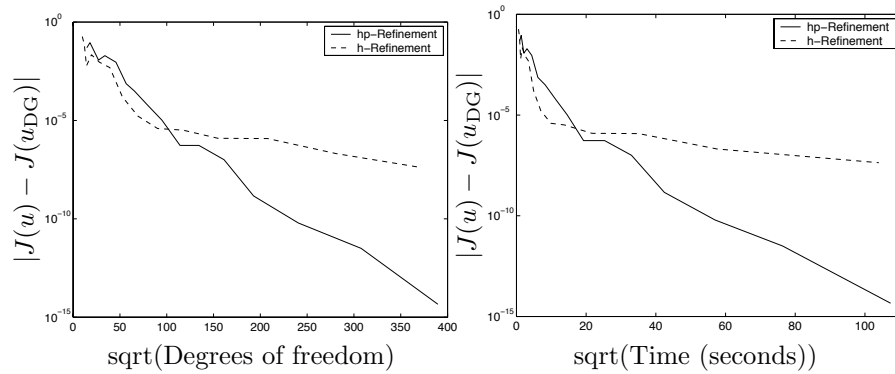 |J(u) − J(u_DG)|
10^0
10^−5
10^−10
10^−15
hp−Refinement
h−Refinement
0 50 100 150 200 250 300 350 400
sqrt(Degrees of freedom)
|J(u) − J(u_DG)|
10^0
10^−5
10^−10
10^−15
hp−Refinement
h−Refinement
0 20 40 60 80 100
sqrt(Time (seconds))